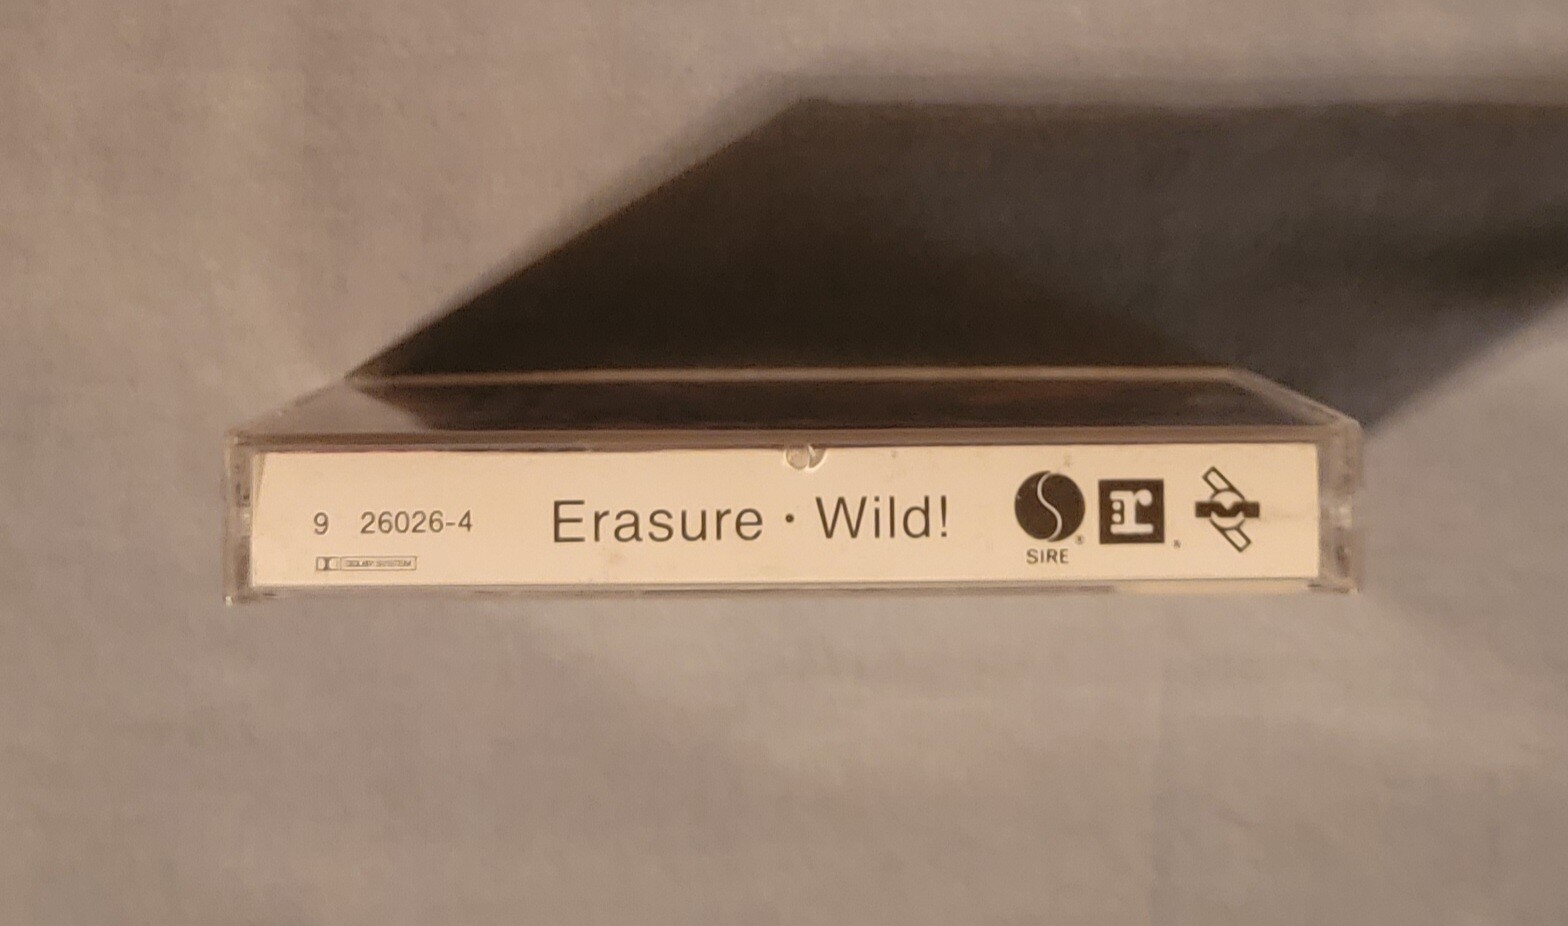 9 26026-4 Erasure · Wild!
DOLBY SYSTEM
SIRE® r®